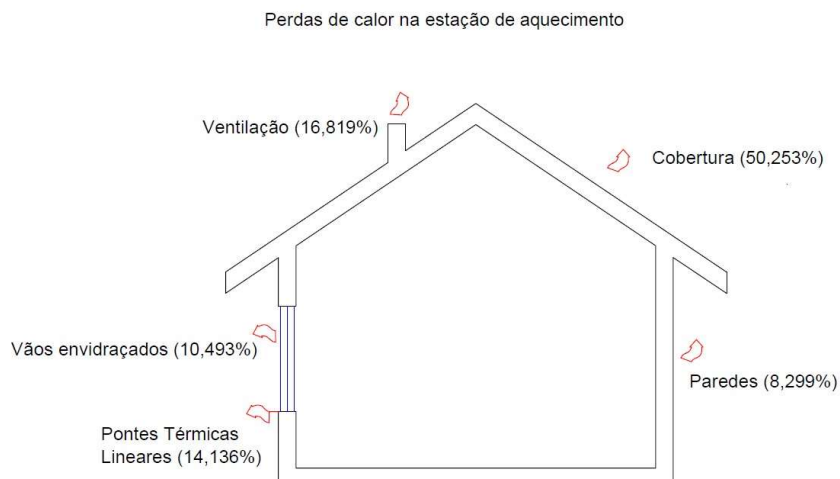 Perdas de calor na estação de aquecimento
Ventilação (16,819%)
Cobertura (50,253%)
Vãos envidraçados (10,493%)
Paredes (8,299%)
Pontes Térmicas
Lineares (14,136%)